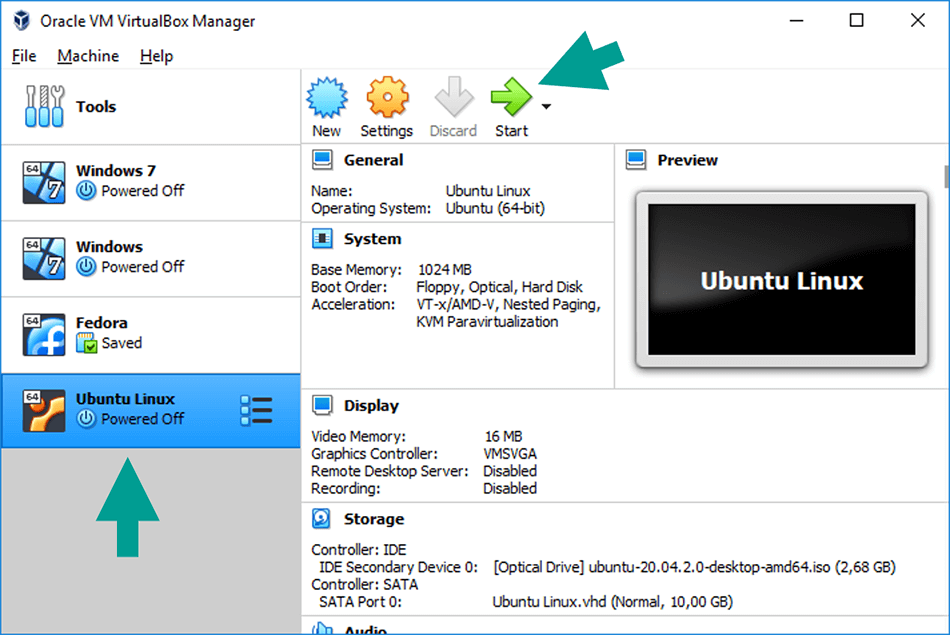 Oracle VM VirtualBox Manager
File Machine Help
Tools
64 7 Windows 7
Powered Off
64 7 Windows
Powered Off
64 Fedora
Saved
64 Ubuntu Linux
Powered Off
New Settings Discard Start
General
Name: Ubuntu Linux
Operating System: Ubuntu (64-bit)
System
Base Memory: 1024 MB
Boot Order: Floppy, Optical, Hard Disk
Acceleration: VT-x/AMD-V, Nested Paging,
KVM Paravirtualization
Preview
Ubuntu Linux
Display
Video Memory: 16 MB
Graphics Controller: VMSVGA
Remote Desktop Server: Disabled
Recording: Disabled
Storage
Controller: IDE
IDE Secondary Device 0: [Optical Drive] ubuntu-20.04.2.0-desktop-amd64.iso (2,68 GB)
Controller: SATA
SATA Port 0: Ubuntu Linux.vhd (Normal, 10,00 GB)
Audio